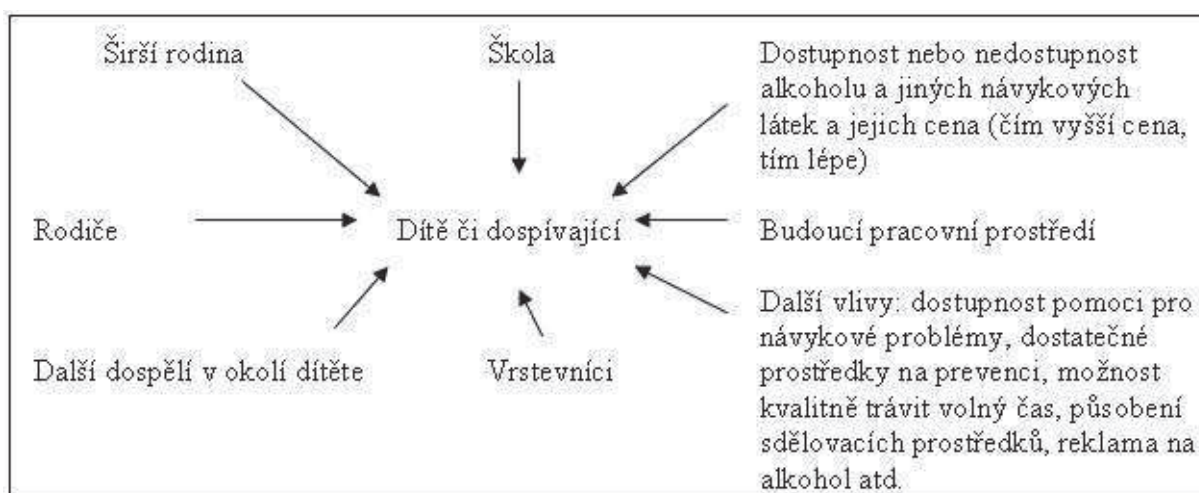 Širší rodina
Škola
Dostupnost nebo nedostupnost
alkoholu a jiných návykových
látek a jejich cena (čím vyšší cena,
tím lépe)
Rodiče
Dítě či dospívající
Budoucí pracovní prostředí
Další dospělí v okolí dítěte
Vrstevníci
Další vlivy: dostupnost pomoci pro
návykové problémy, dostatečné
prostředky na prevenci, možnost
kvalitně trávit volný čas, působení
sdělovacích prostředků, reklama na
alkohol atd.